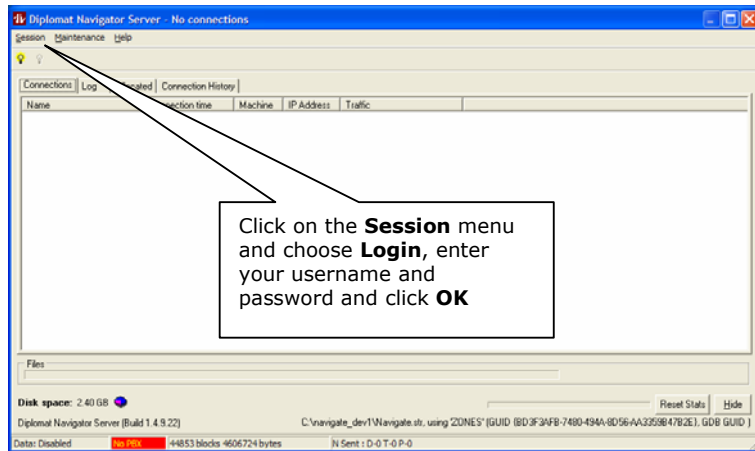 Diplomat Navigator Server - No connections
Session Maintenance Help
Connections Log Connection History
Name Machine IP Address Traffic
Click on the Session menu
and choose Login, enter
your username and
password and click OK
Files
Disk space: 2.40 GB Reset Stats Hide
Diplomat Navigator Server (Build 1.4.9.22) C:\navigate_dev1\Navigate.str, using "ZONES" (GUID {BD3F3AFB-7480-494A-8D56-AA3359B47B2E}, GDB GUID )
Data: Disabled No PBX 44853 blocks 4606724 bytes N Sent : D-0 T-0 P-0